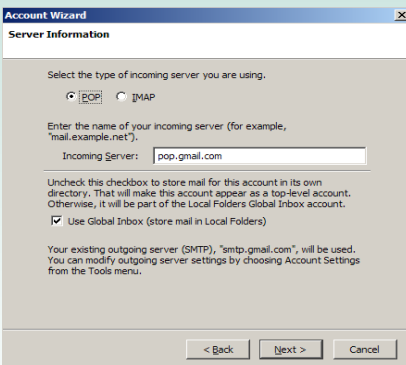 Account Wizard
Server Information
Select the type of incoming server you are using.
POP IMAP
Enter the name of your incoming server (for example,
"mail.example.net").
Incoming Server: pop.gmail.com
Uncheck this checkbox to store mail for this account in its own
directory. That will make this account appear as a top-level account.
Otherwise, it will be part of the Local Folders Global Inbox account.
Use Global Inbox (store mail in Local Folders)
Your existing outgoing server (SMTP), "smtp.gmail.com", will be used.
You can modify outgoing server settings by choosing Account Settings
from the Tools menu.
< Back Next > Cancel